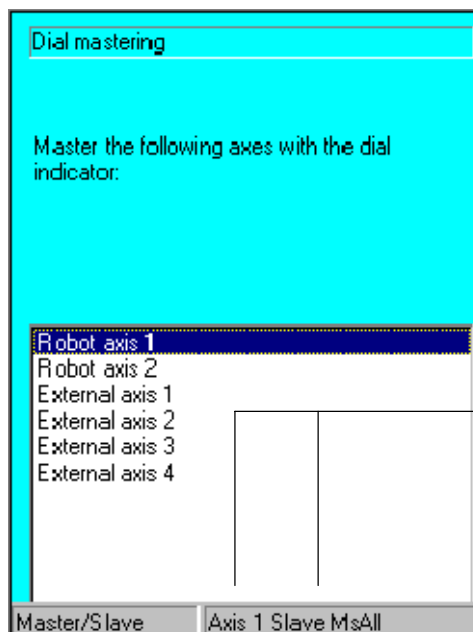 Dial mastering
Master the following axes with the dial
indicator:
Robot axis 1
Robot axis 2
External axis 1
External axis 2
External axis 3
External axis 4
Master/Slave
Axis 1 Slave MsAll